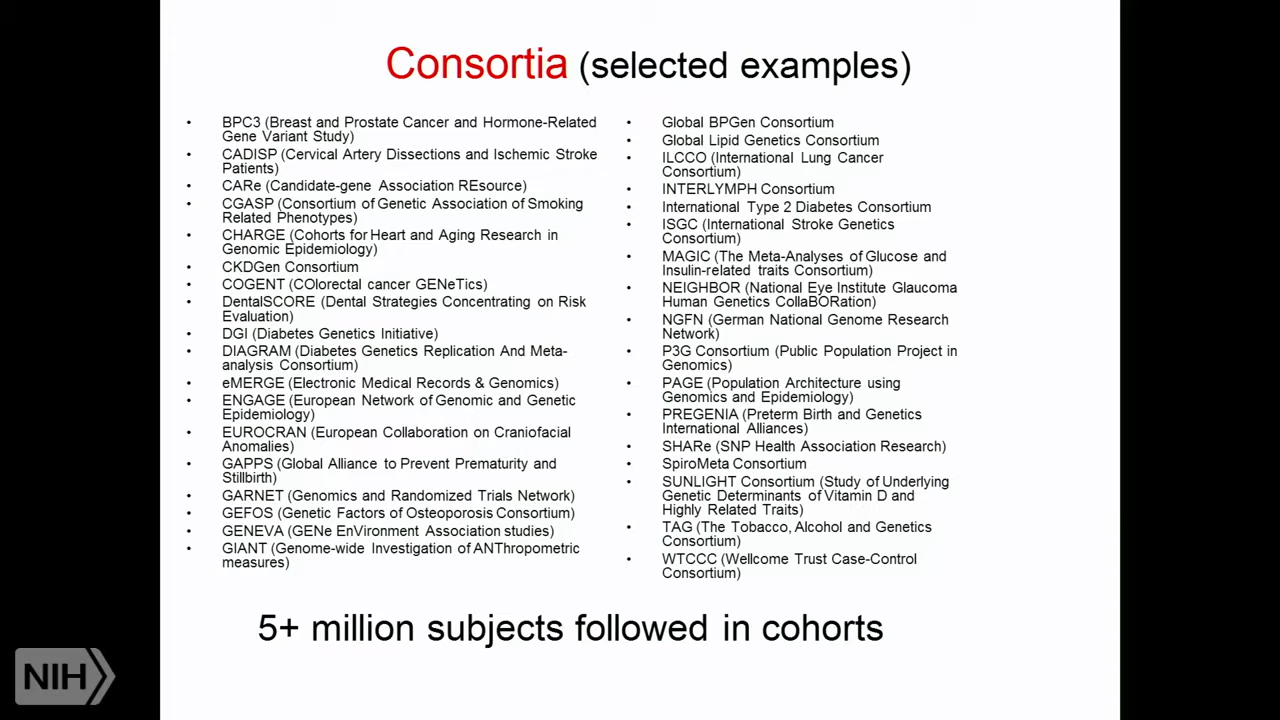 Consortia (selected examples)
• BPC3 (Breast and Prostate Cancer and Hormone-Related
Gene Variant Study)
• CADISP (Cervical Artery Dissections and Ischemic Stroke
Patients)
• CARe (Candidate-gene Association REsource)
• CGASP (Consortium of Genetic Association of Smoking
Related Phenotypes)
• CHARGE (Cohorts for Heart and Aging Research in
Genomic Epidemiology)
• CKDGen Consortium
• COGENT (COlorectal cancer GENeTics)
• DentalSCORE (Dental Strategies Concentrating on Risk
Evaluation)
• DGI (Diabetes Genetics Initiative)
• DIAGRAM (Diabetes Genetics Replication And Meta-
analysis Consortium)
• eMERGE (Electronic Medical Records & Genomics)
• ENGAGE (European Network of Genomic and Genetic
Epidemiology)
• EUROCRAN (European Collaboration on Craniofacial
Anomalies)
• GAPPS (Global Alliance to Prevent Prematurity and
Stillbirth)
• GARNET (Genomics and Randomized Trials Network)
• GEFOS (Genetic Factors of Osteoporosis Consortium)
• GENEVA (GENe EnVironment Association studies)
• GIANT (Genome-wide Investigation of ANThropometric
measures)
• Global BPGen Consortium
• Global Lipid Genetics Consortium
• ILCCO (International Lung Cancer
Consortium)
• INTERLYMPH Consortium
• International Type 2 Diabetes Consortium
• ISGC (International Stroke Genetics
Consortium)
• MAGIC (The Meta-Analyses of Glucose and
Insulin-related traits Consortium)
• NEIGHBOR (National Eye Institute Glaucoma
Human Genetics CollaBORation)
• NGFN (German National Genome Research
Network)
• P3G Consortium (Public Population Project in
Genomics)
• PAGE (Population Architecture using
Genomics and Epidemiology)
• PREGENIA (Preterm Birth and Genetics
International Alliances)
• SHARe (SNP Health Association Research)
• SpiroMeta Consortium
• SUNLIGHT Consortium (Study of Underlying
Genetic Determinants of Vitamin D and
Highly Related Traits)
• TAG (The Tobacco, Alcohol and Genetics
Consortium)
• WTCCC (Wellcome Trust Case-Control
Consortium)
5+ million subjects followed in cohorts
NIH